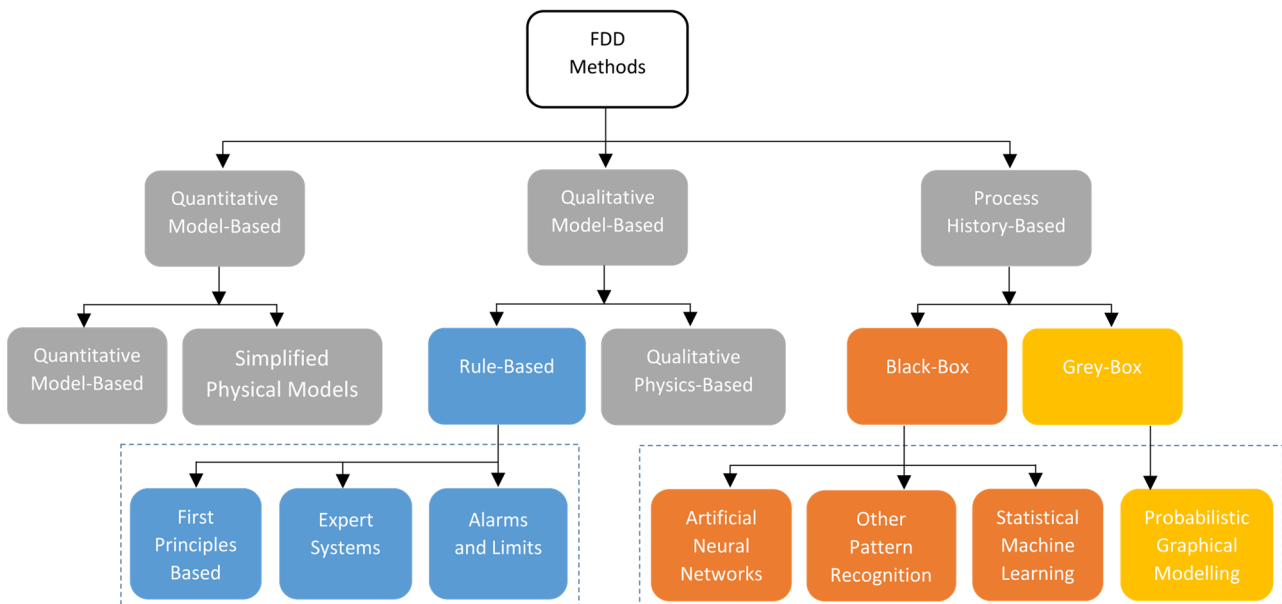 FDD
Methods
Quantitative
Model-Based
Qualitative
Model-Based
Process
History-Based
Quantitative
Model-Based
Simplified
Physical Models
Rule-Based
Qualitative
Physics-Based
Black-Box
Grey-Box
First
Principles
Based
Expert
Systems
Alarms
and Limits
Artificial
Neural
Networks
Other
Pattern
Recognition
Statistical
Machine
Learning
Probabilistic
Graphical
Modelling